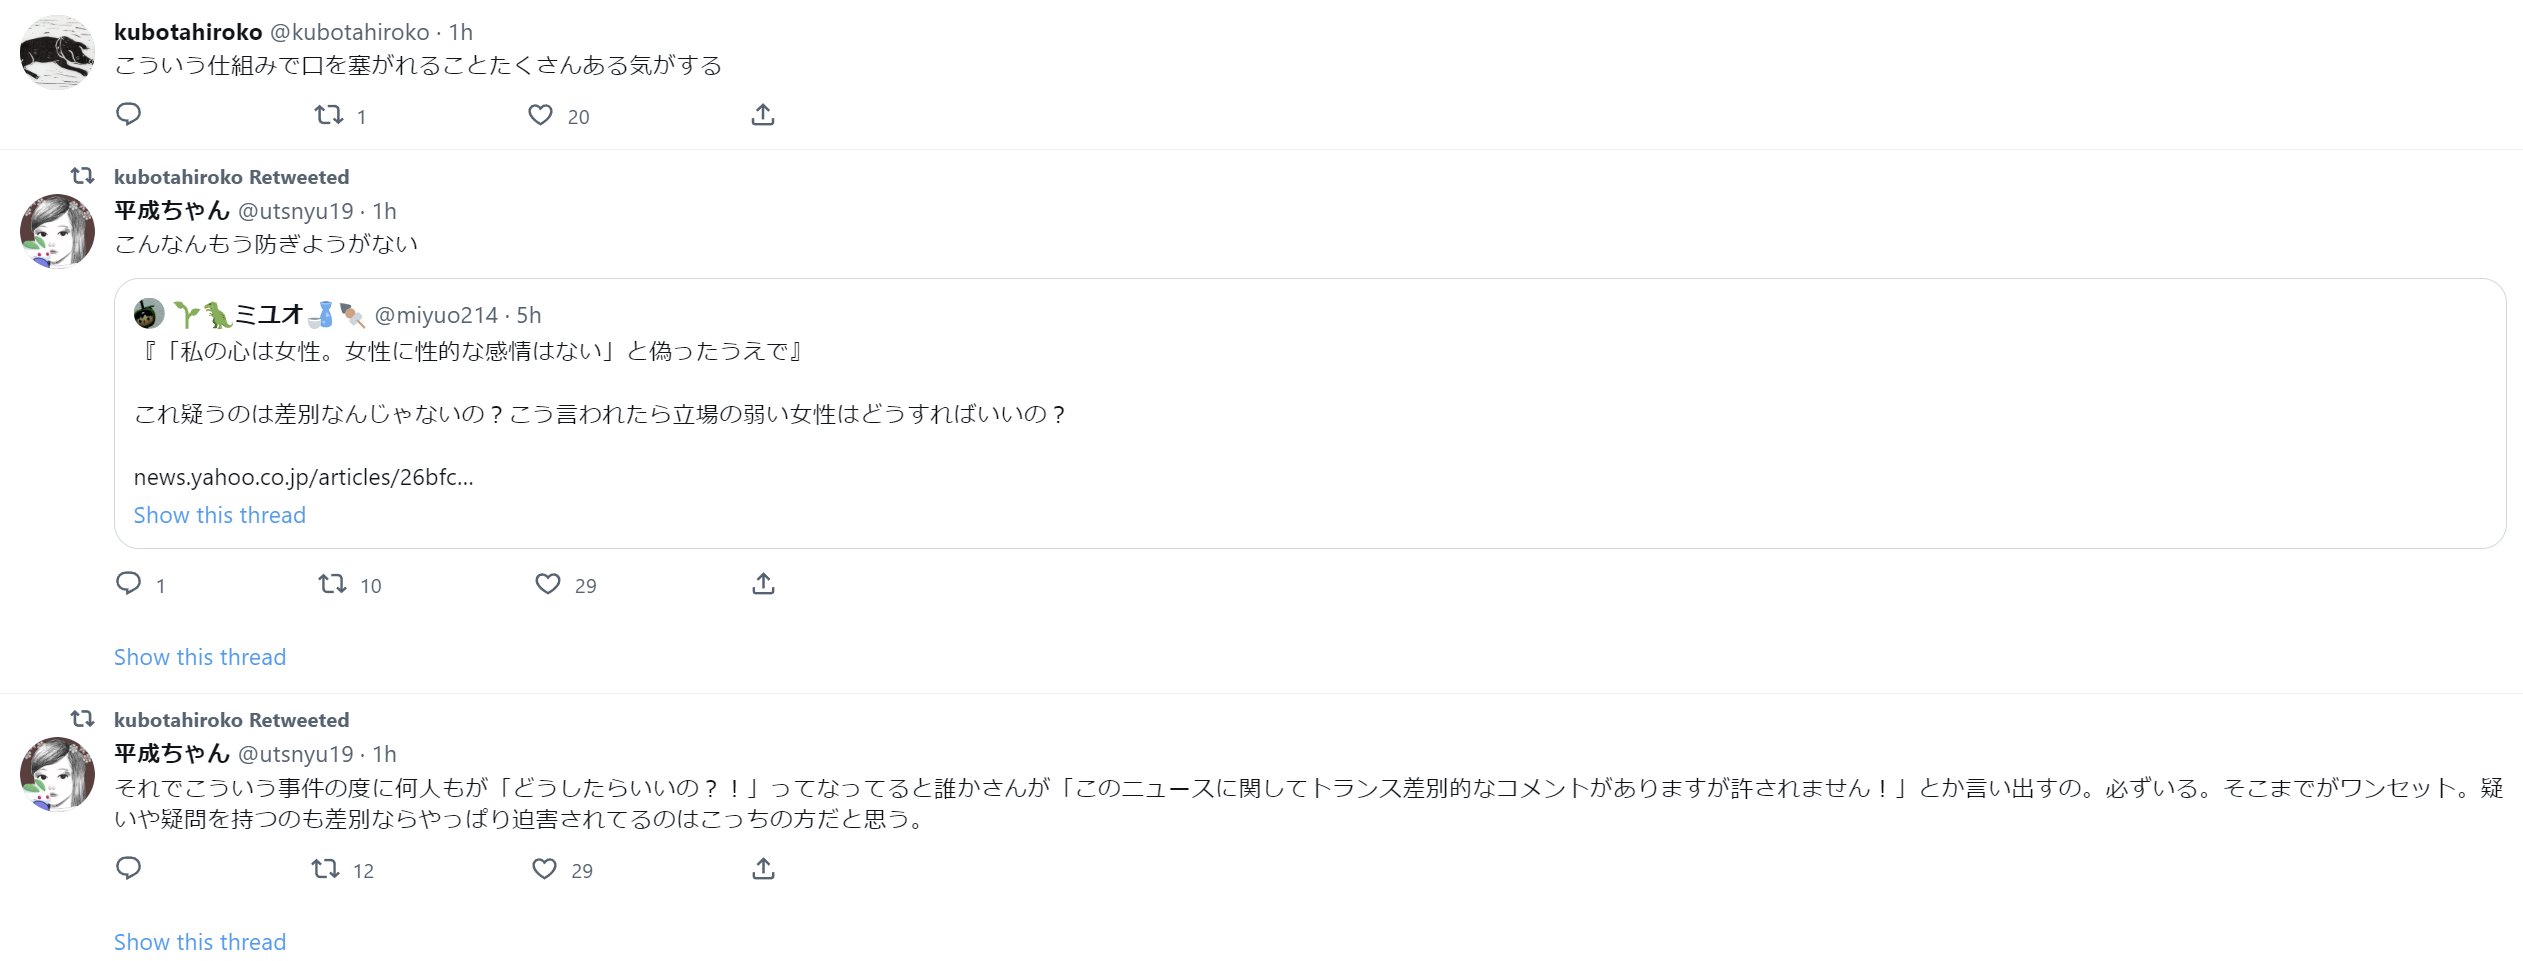 kubotahiroko @kubotahiroko · 1h
こういう仕組みで口を塞がれることたくさんある気がする
1 20
kubotahiroko Retweeted
平成ちゃん @utsnyu19 · 1h
こんなんもう防ぎようがない
🌱🦖ミユオ🍶🍢 @miyuo214 · 5h
『「私の心は女性。女性に性的な感情はない」と偽ったうえで』
これ疑うのは差別なんじゃないの？こう言われたら立場の弱い女性はどうすればいいの？
news.yahoo.co.jp/articles/26bfc…
Show this thread
1 10 29
Show this thread
kubotahiroko Retweeted
平成ちゃん @utsnyu19 · 1h
それでこういう事件の度に何人もが「どうしたらいいの？！」ってなってると誰かさんが「このニュースに関してトランス差別的なコメントがありますが許されません！」とか言い出すの。必ずいる。そこまでがワンセット。疑
いや疑問を持つのも差別ならやっぱり迫害されてるのはこっちの方だと思う。
12 29
Show this thread